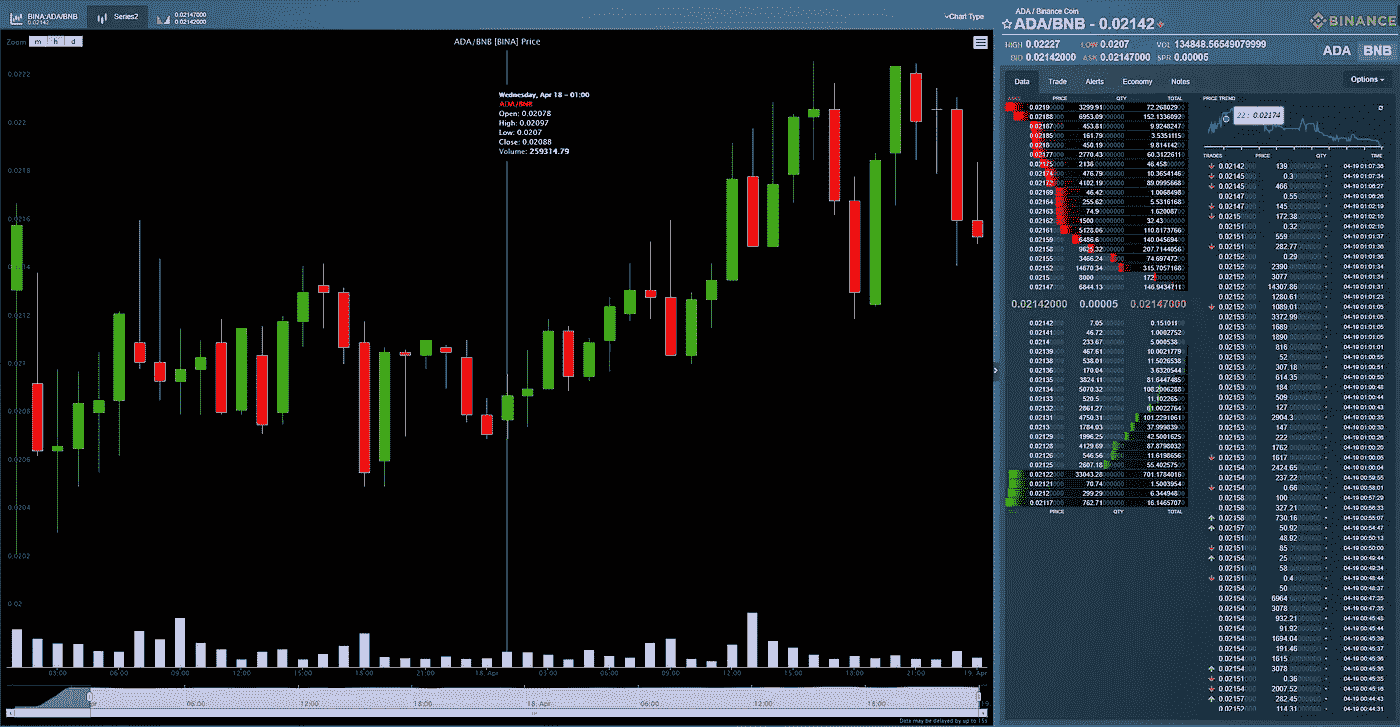 BINA:ADA/BNB
0.02142
Series2
0.02147000
0.02142000
Chart Type
Zoom m h d
ADA/BNB [BINA] Price
Wednesday, Apr 18 - 01:00
ADA/BNB
Open: 0.02078
High: 0.02097
Low: 0.0207
Close: 0.02088
Volume: 259314.79
0.0222
0.022
0.0218
0.0216
0.0214
0.0212
0.021
0.0208
0.0206
0.0204
0.0202
0.02
03:00 06:00 09:00 12:00 15:00 18:00 21:00 18. Apr 03:00 06:00 09:00 12:00 15:00 18:00 21:00 19. Apr
06:00 12:00 18:00 18. Apr 06:00 12:00 18:00
Data may be delayed by up to 15s
ADA / Binance Coin
ADA/BNB - 0.02142
BINANCE
HIGH 0.02227 LOW 0.0207 VOL 134848.56549079999
BID 0.02142000 ASK 0.02147000 SPR 0.00005
ADA BNB
Data Trade Alerts Economy Notes
Options
ASKS PRICE QTY TOTAL
0.02190000 3299.91 72.2680290
0.02188 6953.09 152.1336092
0.02187 453.81 9.9248247
0.02185 161.79 3.5351115
0.0218 450.19 9.814142
0.02177 2770.43 60.3122611
0.02175 2136 46.458
0.02174 476.79 10.3654146
0.02172 4102.19 89.0995668
0.02169 46.42 1.0068498
0.02164 255.62 5.5316168
0.02163 74.9 1.620087
0.02162 1500 32.43
0.02161 5128.06 110.8173766
0.02159 6486.6 140.045694
0.02158 9625.32 207.7144056
0.02155 3466.24 74.697472
0.02152 14670.34 315.7057168
0.0215 8000 172
0.02147 6844.13 146.9434711
0.02142000 0.00005 0.02147000
0.02142 7.05 0.151011
0.02141 46.72 1.0002752
0.0214 233.67 5.000538
0.02139 467.61 10.0021779
0.02138 538.01 11.5026538
0.02136 170.04 3.6320544
0.02135 3824.11 81.6447485
0.02134 5070.32 108.2006288
0.02133 520.5 11.102265
0.02132 2861.27 61.0022764
0.02131 4750.31 101.2291061
0.0213 1784.03 37.999839
0.02129 1996.25 42.5001625
0.02128 4129.69 87.8798032
0.02126 546.56 11.6198656
0.02125 2607.18 55.402575
0.02122 33043.28 701.1784016
0.02121 70.74 1.5003954
0.0212 299.29 6.344948
0.02117 762.71 16.1465707
PRICE QTY TOTAL
PRICE TREND
22 : 0.02174
TRADES PRICE QTY TIME
0.02142 139 04-19 01:07:38
0.02145 0.3 04-19 01:07:34
0.02145 466 04-19 01:06:27
0.02147 0.55 04-19 01:06:26
0.02147 145 04-19 01:02:19
0.0215 172.38 04-19 01:02:10
0.02151 0.32 04-19 01:02:10
0.02151 559 04-19 01:01:37
0.02151 282.77 04-19 01:01:36
0.02152 0.29 04-19 01:01:36
0.02152 2390 04-19 01:01:34
0.02152 3077 04-19 01:01:34
0.02152 14307.86 04-19 01:01:31
0.02152 1280.61 04-19 01:01:23
0.02152 1089.01 04-19 01:01:05
0.02153 3372.99 04-19 01:01:05
0.02153 1689 04-19 01:01:05
0.02153 1890 04-19 01:01:05
0.02153 816 04-19 01:01:01
0.02153 52 04-19 01:00:55
0.02153 307.18 04-19 01:00:51
0.02153 614.35 04-19 01:00:50
0.02153 184 04-19 01:00:48
0.02153 509 04-19 01:00:44
0.02153 127 04-19 01:00:43
0.02153 2904.3 04-19 01:00:35
0.02153 147 04-19 01:00:30
0.02153 222 04-19 01:00:26
0.02153 1762 04-19 01:00:20
0.02153 1617 04-19 01:00:08
0.02154 2424.65 04-19 01:00:04
0.02154 237.22 04-19 00:59:55
0.02154 0.66 04-19 00:58:01
0.02158 100 04-19 00:57:29
0.02158 327.21 04-19 00:56:33
0.02158 730.16 04-19 00:55:07
0.02157 50.92 04-19 00:54:47
0.02151 48.92 04-19 00:50:13
0.02151 85 04-19 00:50:00
0.02154 25 04-19 00:49:44
0.02151 58 04-19 00:49:34
0.02151 0.4 04-19 00:48:44
0.02154 50 04-19 00:48:37
0.02154 6964 04-19 00:47:35
0.02154 3078 04-19 00:47:35
0.02154 932.21 04-19 00:45:48
0.02154 91.92 04-19 00:45:44
0.02154 1694.04 04-19 00:45:39
0.02154 191.46 04-19 00:45:37
0.02154 1615 04-19 00:45:36
0.02154 3078 04-19 00:45:36
0.02151 0.36 04-19 00:45:35
0.02154 2007.52 04-19 00:45:16
0.02157 282.45 04-19 00:44:43
0.02152 114.31 04-19 00:44:31